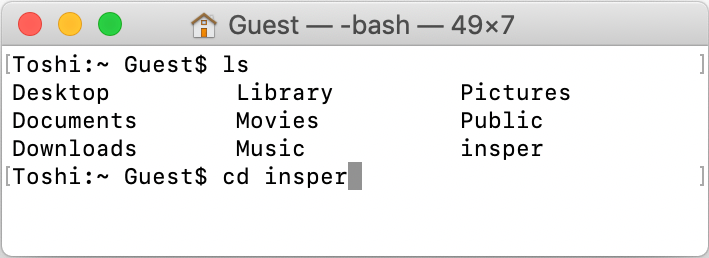 Guest — -bash — 49×7
[Toshi:~ Guest$ ls ]
Desktop Library Pictures
Documents Movies Public
Downloads Music insper
[Toshi:~ Guest$ cd insper ]